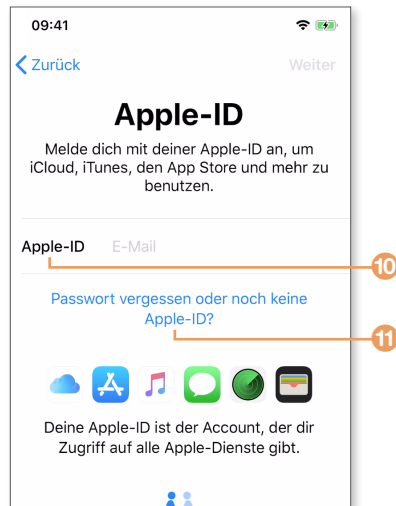 09:41
Zurück
Weiter
Apple-ID
Melde dich mit deiner Apple-ID an, um
iCloud, iTunes, den App Store und mehr zu
benutzen.
Apple-ID E-Mail
10
Passwort vergessen oder noch keine
Apple-ID?
11
Deine Apple-ID ist der Account, der dir
Zugriff auf alle Apple-Dienste gibt.